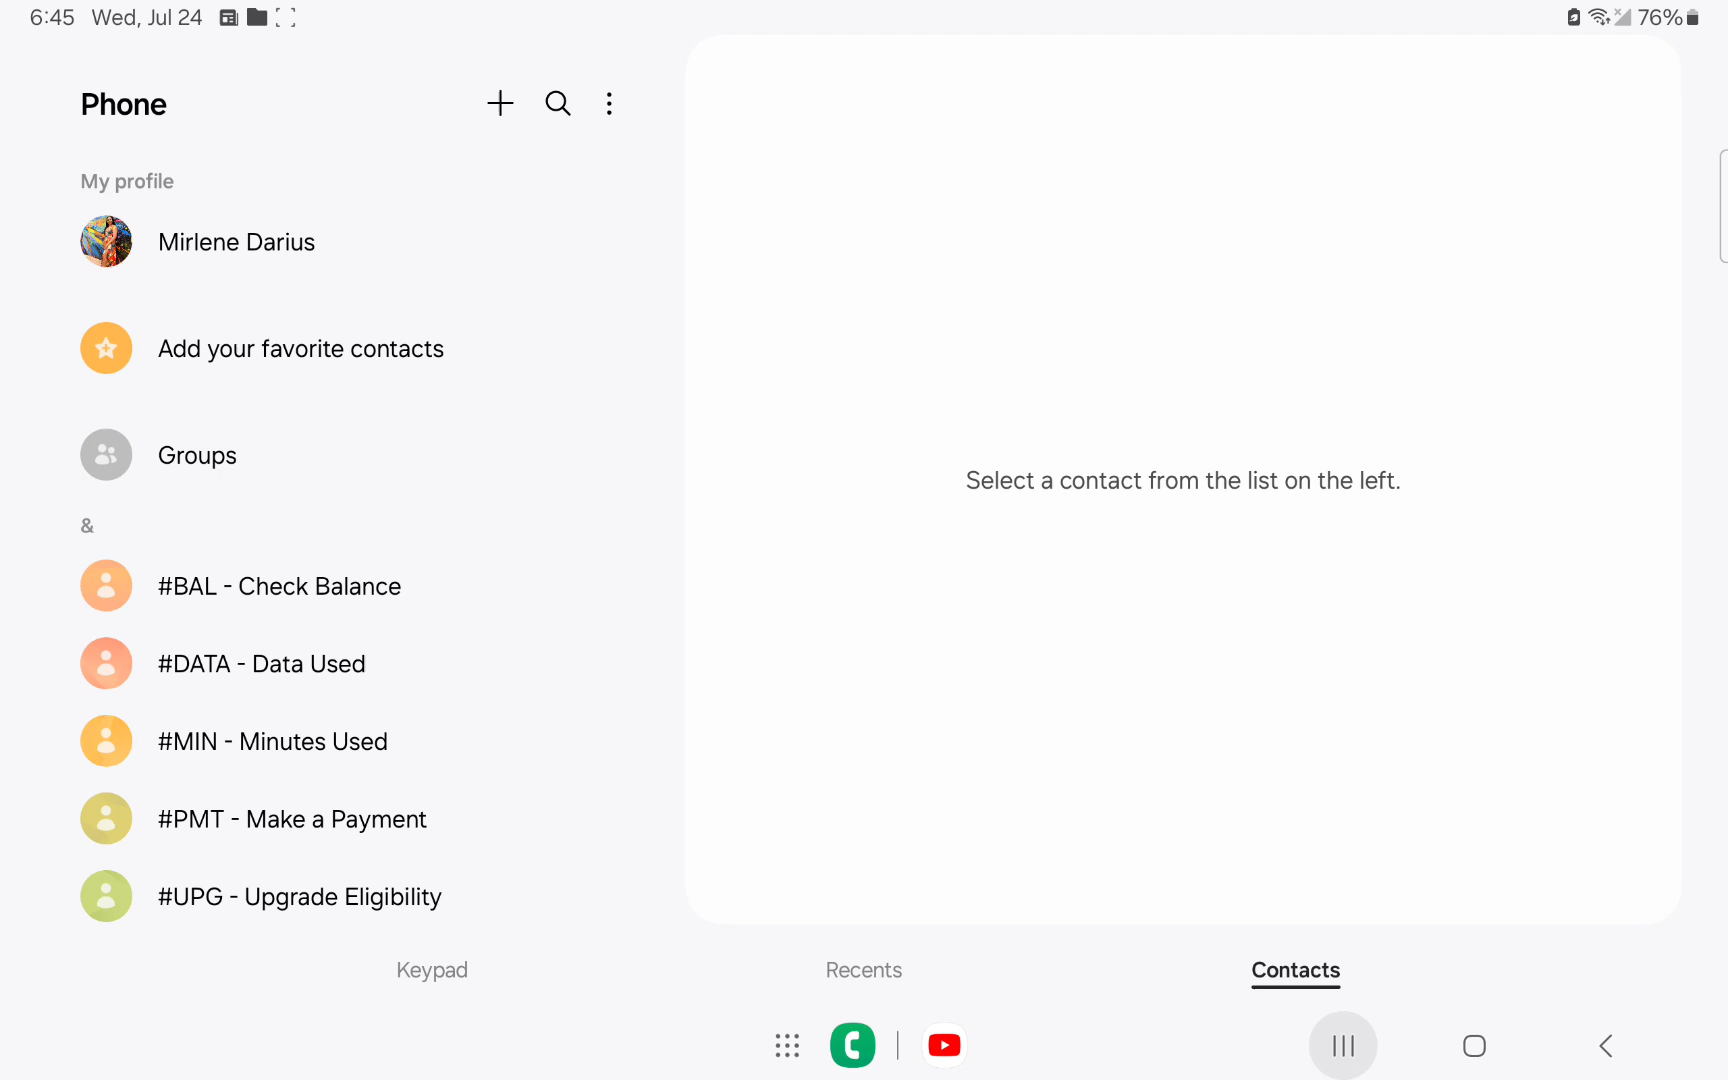 6:45 Wed, Jul 24
76%
Phone
My profile
Mirlene Darius
Add your favorite contacts
Groups
&
#BAL - Check Balance
#DATA - Data Used
#MIN - Minutes Used
#PMT - Make a Payment
#UPG - Upgrade Eligibility
Select a contact from the list on the left.
Keypad
Recents
Contacts